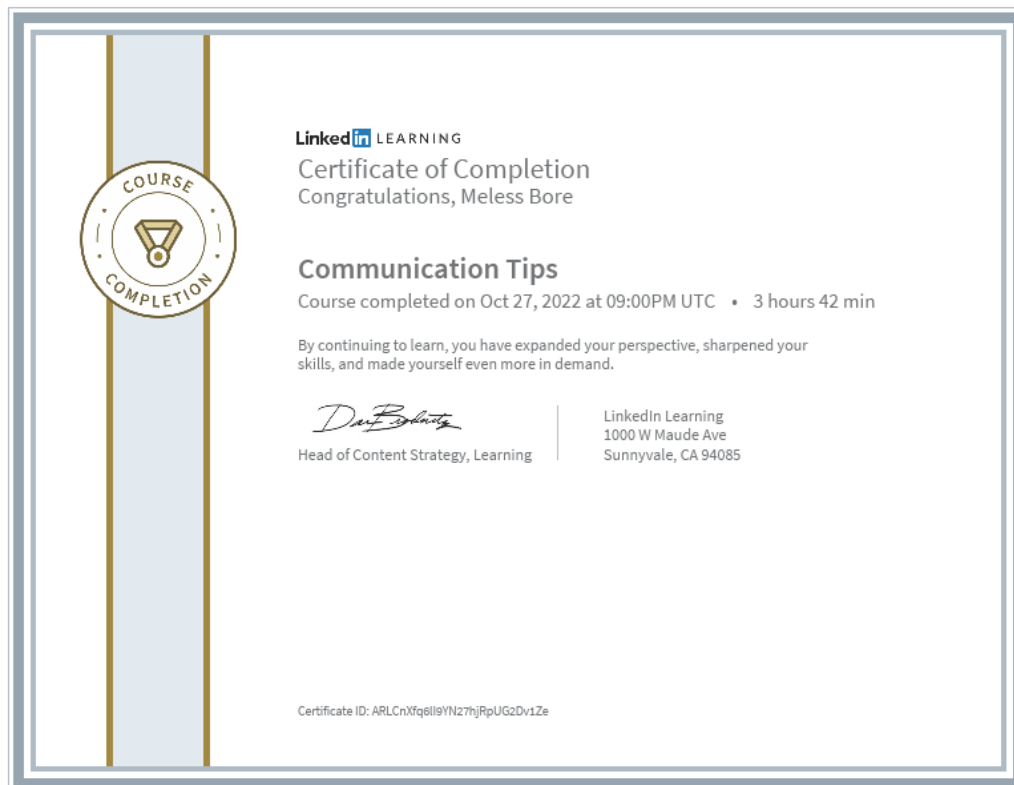 COURSE
COMPLETION
Linked in LEARNING
Certificate of Completion
Congratulations, Meless Bore
Communication Tips
Course completed on Oct 27, 2022 at 09:00PM UTC • 3 hours 42 min
By continuing to learn, you have expanded your perspective, sharpened your
skills, and made yourself even more in demand.
Head of Content Strategy, Learning
LinkedIn Learning
1000 W Maude Ave
Sunnyvale, CA 94085
Certificate ID: